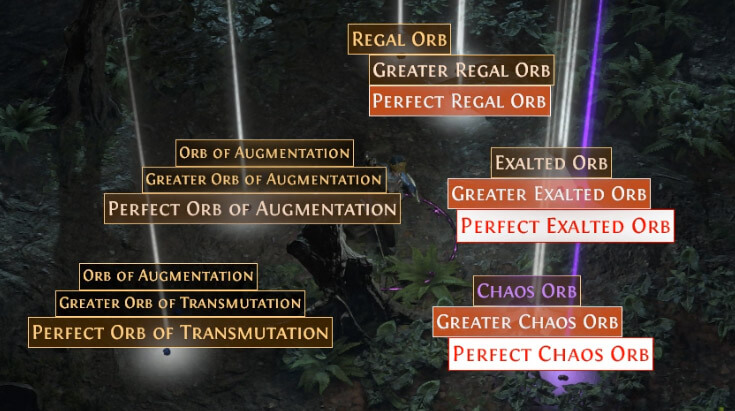 Regal Orb
Greater Regal Orb
Perfect Regal Orb
Orb of Augmentation
Greater Orb of Augmentation
Perfect Orb of Augmentation
Exalted Orb
Greater Exalted Orb
Perfect Exalted Orb
Orb of Augmentation
Greater Orb of Transmutation
Perfect Orb of Transmutation
Chaos Orb
Greater Chaos Orb
Perfect Chaos Orb